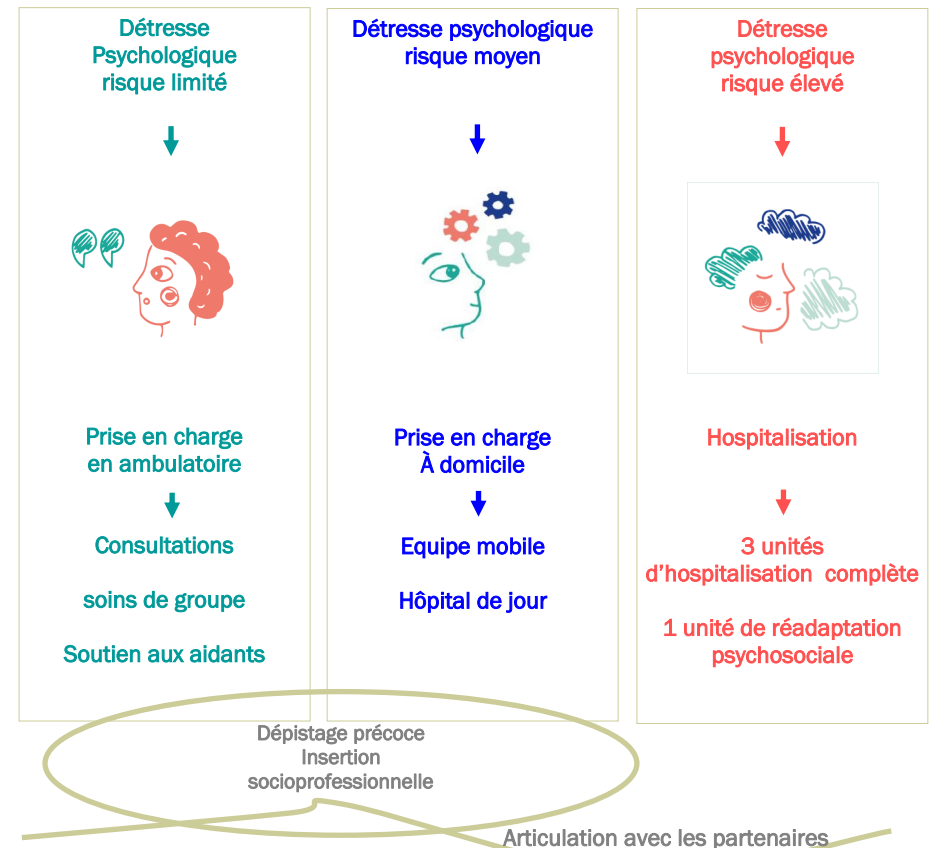 Détresse
Psychologique
risque limité
Prise en charge
en ambulatoire
Consultations
soins de groupe
Soutien aux aidants
Détresse psychologique
risque moyen
Prise en charge
À domicile
Equipe mobile
Hôpital de jour
Détresse
psychologique
risque élevé
Hospitalisation
3 unités
d'hospitalisation complète
1 unité de réadaptation
psychosociale
Dépistage précoce
Insertion
socioprofessionnelle
Articulation avec les partenaires